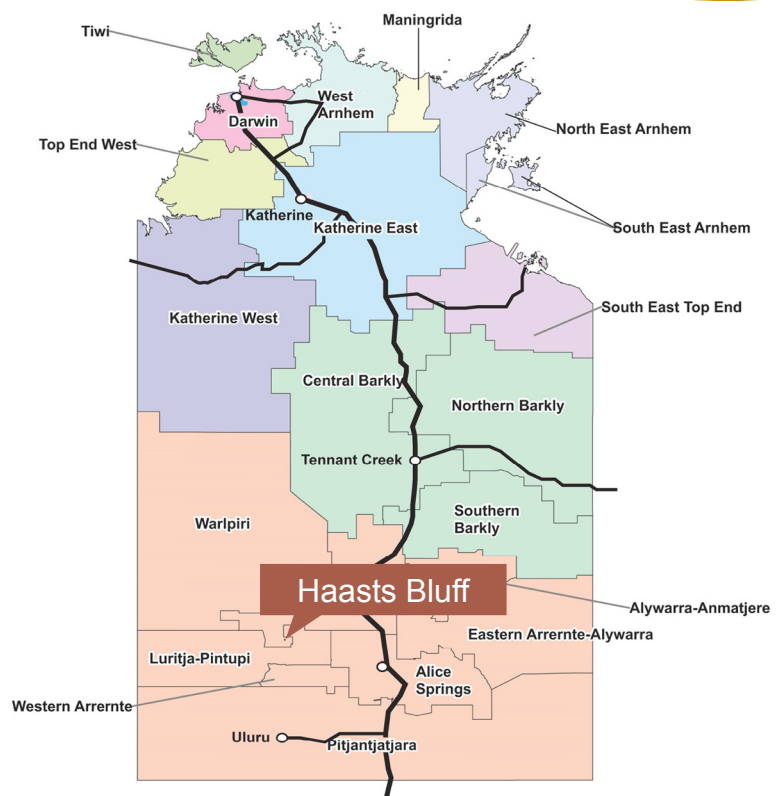 Maningrida
Tiwi
West
Arnhem
Darwin
North East Arnhem
Top End West
Katherine
Katherine East
South East Arnhem
South East Top End
Katherine West
Central Barkly
Northern Barkly
Tennant Creek
Southern
Barkly
Warlpiri
Haasts Bluff
Alywarra-Anmatjere
Eastern Arrernte-Alywarra
Luritja-Pintupi
Alice
Springs
Western Arrernte
Uluru
Pitjantjatjara